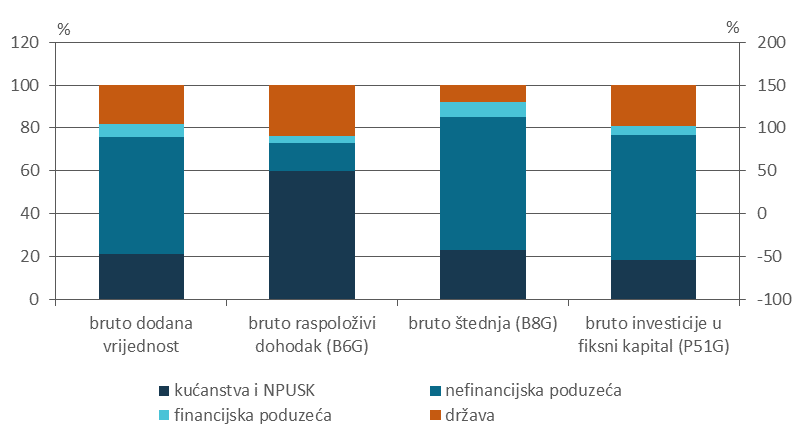 % %
120 200
100 150
80 100
60 50
40 0
20 -50
0 -100
bruto dodana bruto raspoloživi bruto štednja (B8G) bruto investicije u
vrijednost dohodak (B6G) fiksni kapital (P51G)
kućanstva i NPUSK nefinancijska poduzeća
financijska poduzeća država